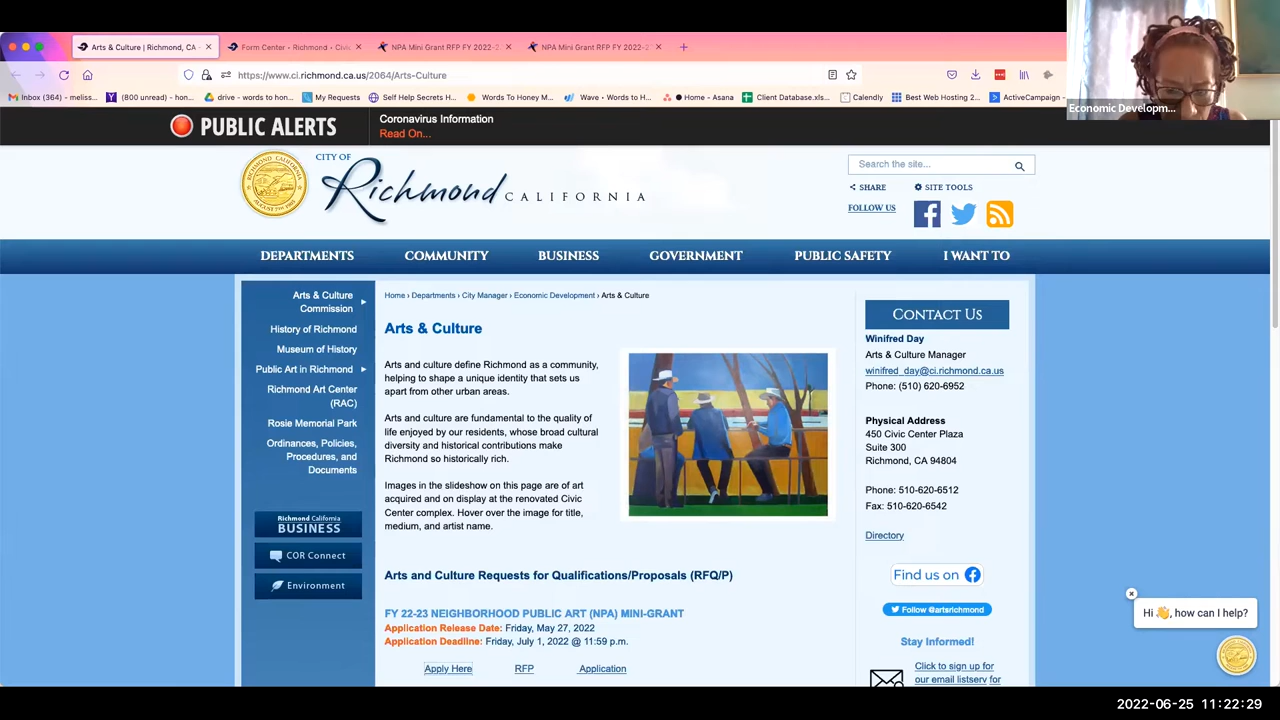 Arts & Culture | Richmond, CA -
Form Center • Richmond • Civic
NPA Mini Grant RFP FY 2022-2
NPA Mini Grant RFP FY 2022-2
https://www.ci.richmond.ca.us/2064/Arts-Culture
Inbox (364) – meliss...
(800 unread) - hon...
drive - words to hon...
My Requests
Self Help Secrets H...
Words To Honey M...
Wave • Words to H...
Home - Asana
Client Database.xls...
Calendly
Best Web Hosting 2...
ActiveCampaign -
Economic Developm...
PUBLIC ALERTS
Coronavirus Information
Read On...
CITY OF
Richmond CALIFORNIA
Search the site...
SHARE
SITE TOOLS
FOLLOW US
DEPARTMENTS
COMMUNITY
BUSINESS
GOVERNMENT
PUBLIC SAFETY
I WANT TO
Arts & Culture
Commission
History of Richmond
Museum of History
Public Art in Richmond
Richmond Art Center
(RAC)
Rosie Memorial Park
Ordinances, Policies,
Procedures, and
Documents
Richmond California
BUSINESS
COR Connect
Environment
Home › Departments › City Manager › Economic Development › Arts & Culture
Arts & Culture
Arts and culture define Richmond as a community,
helping to shape a unique identity that sets us
apart from other urban areas.
Arts and culture are fundamental to the quality of
life enjoyed by our residents, whose broad cultural
diversity and historical contributions make
Richmond so historically rich.
Images in the slideshow on this page are of art
acquired and on display at the renovated Civic
Center complex. Hover over the image for title,
medium, and artist name.
Arts and Culture Requests for Qualifications/Proposals (RFQ/P)
FY 22-23 NEIGHBORHOOD PUBLIC ART (NPA) MINI-GRANT
Application Release Date: Friday, May 27, 2022
Application Deadline: Friday, July 1, 2022 @ 11:59 p.m.
Apply Here
RFP
Application
CONTACT US
Winifred Day
Arts & Culture Manager
winifred_day@ci.richmond.ca.us
Phone: (510) 620-6952
Physical Address
450 Civic Center Plaza
Suite 300
Richmond, CA 94804
Phone: 510-620-6512
Fax: 510-620-6542
Directory
Find us on
Follow @artsrichmond
Stay Informed!
Click to sign up for
our email listserv for
Hi 👋, how can I help?
2022-06-25 11:22:29